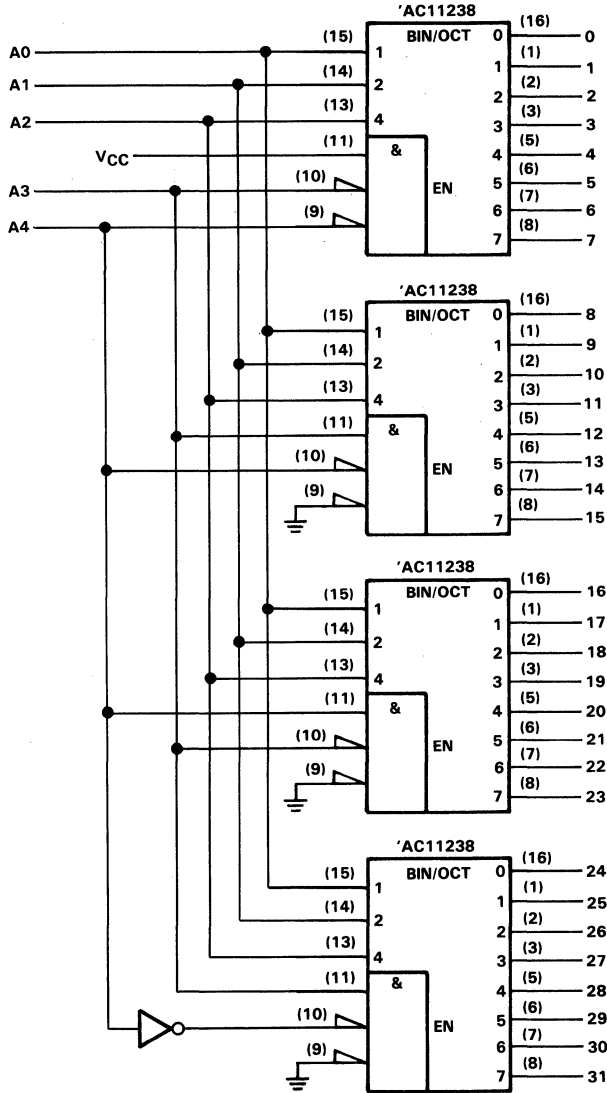 'AC11238
BIN/OCT
A0 (15) 1 0 (16) 0
A1 (14) 2 1 (1) 1
A2 (13) 4 2 (2) 2
3 (3) 3
VCC (11) & 4 (5) 4
A3 (10) EN 5 (6) 5
A4 (9) 6 (7) 6
7 (8) 7
'AC11238
BIN/OCT
(15) 1 0 (16) 8
(14) 2 1 (1) 9
(13) 4 2 (2) 10
3 (3) 11
(11) & 4 (5) 12
(10) EN 5 (6) 13
(9) 6 (7) 14
7 (8) 15
'AC11238
BIN/OCT
(15) 1 0 (16) 16
(14) 2 1 (1) 17
(13) 4 2 (2) 18
3 (3) 19
(11) & 4 (5) 20
(10) EN 5 (6) 21
(9) 6 (7) 22
7 (8) 23
'AC11238
BIN/OCT
(15) 1 0 (16) 24
(14) 2 1 (1) 25
(13) 4 2 (2) 26
3 (3) 27
(11) & 4 (5) 28
(10) EN 5 (6) 29
(9) 6 (7) 30
7 (8) 31